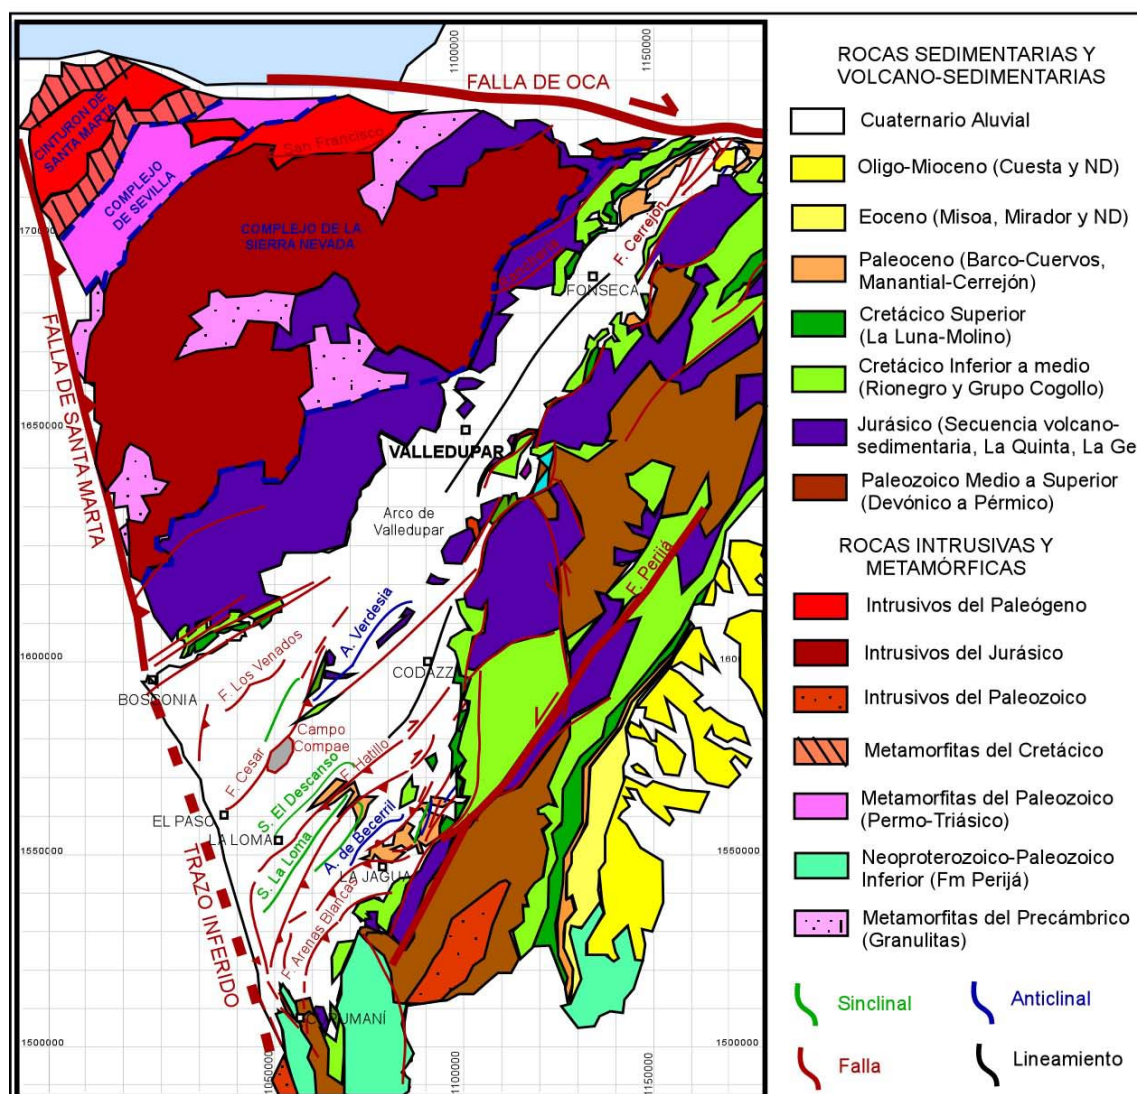 1100000
1150000
FALLA DE OCA
CINTURON DE
SANTA MARTA
San Francisco
COMPLEJO
DE SEVILLA
COMPLEJO DE LA
SIERRA NEVADA
F. Cerrejón
FONSECA
FALLA DE SANTA MARTA
1650000
VALLEDUPAR
Arco de
Valledupar
F. Perijá
A. Verdesia
1600000
F. Los Venados
CODAZZI
BOSSONIA
Campo
Compae
F. Cesar
F. Hatillo
S. El Descanso
EL PASO
LA LOMA
S. La Loma
A. de Becerril
LA JAGUA
1550000
1550000
F. Arenas Blancas
TRAZO INFERIDO
CURUMANÍ
1500000
1500000
1050000
1100000
1150000
ROCAS SEDIMENTARIAS Y
VOLCANO-SEDIMENTARIAS
Cuaternario Aluvial
Oligo-Mioceno (Cuesta y ND)
Eoceno (Misoa, Mirador y ND)
Paleoceno (Barco-Cuervos,
Manantial-Cerrejón)
Cretácico Superior
(La Luna-Molino)
Cretácico Inferior a medio
(Rionegro y Grupo Cogollo)
Jurásico (Secuencia volcano-
sedimentaria, La Quinta, La Ge
Paleozoico Medio a Superior
(Devónico a Pérmico)
ROCAS INTRUSIVAS Y
METAMÓRFICAS
Intrusivos del Paleógeno
Intrusivos del Jurásico
Intrusivos del Paleozoico
Metamorfitas del Cretácico
Metamorfitas del Paleozoico
(Permo-Triásico)
Neoproterozoico-Paleozoico
Inferior (Fm Perijá)
Metamorfitas del Precámbrico
(Granulitas)
Sinclinal
Anticlinal
Falla
Lineamiento